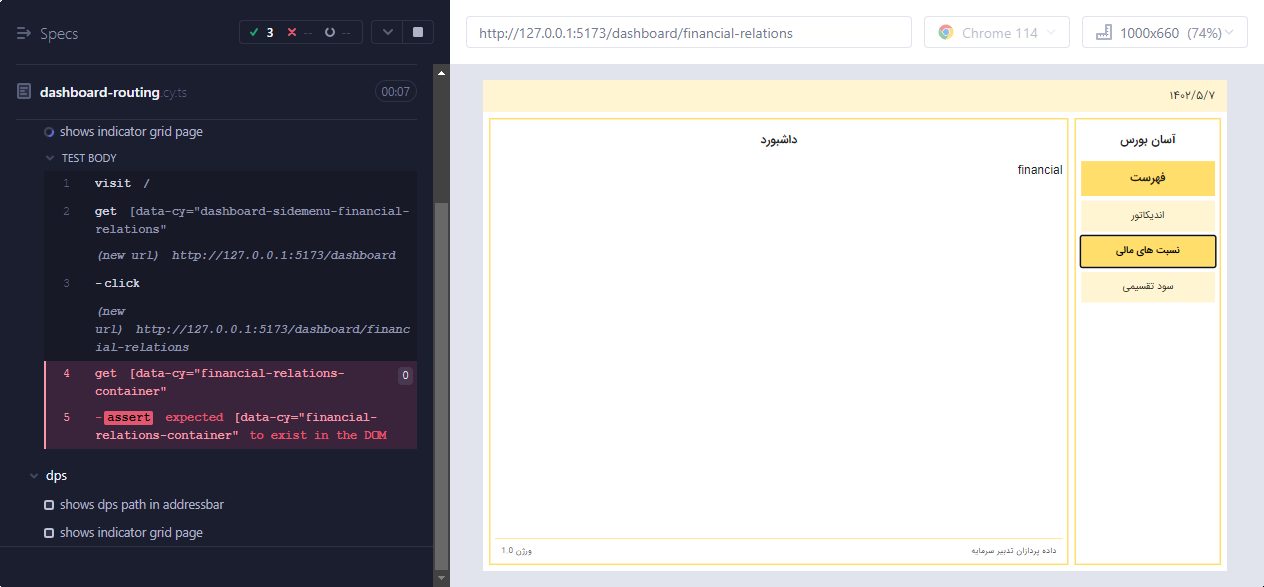 Specs
3
--
--
dashboard-routing.cy.ts
00:07
shows indicator grid page
TEST BODY
1 visit /
2 get [data-cy="dashboard-sidemenu-financial-
relations"
(new url) http://127.0.0.1:5173/dashboard
3 -click
(new
url) http://127.0.0.1:5173/dashboard/financ
ial-relations
4 get [data-cy="financial-relations-
container"
0
5 -assert expected [data-cy="financial-
relations-container" to exist in the DOM
dps
shows dps path in addressbar
shows indicator grid page
http://127.0.0.1:5173/dashboard/financial-relations
Chrome 114
1000x660 (74%)
۱۴۰۲/۵/۷
آسان بورس
فهرست
اندیکاتور
نسبت های مالی
سود تقسیمی
داشبورد
financial
داده پردازان تدبیر سرمایه
ورژن 1.0